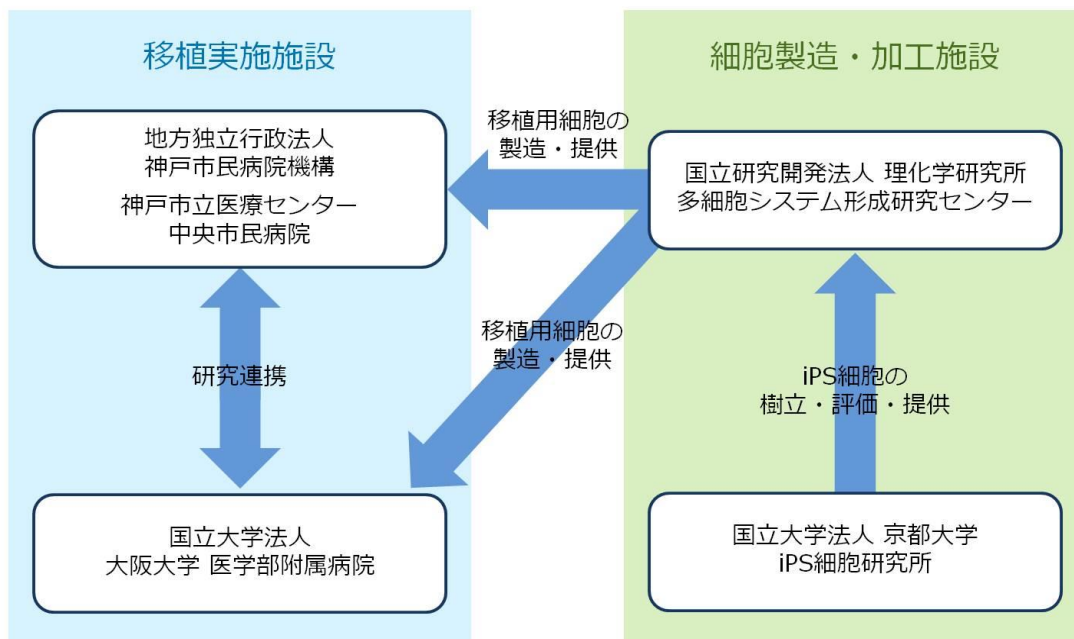 移植実施施設
地方独立行政法人
神戸市民病院機構
神戸市立医療センター
中央市民病院
研究連携
国立大学法人
大阪大学 医学部附属病院
移植用細胞の
製造・提供
移植用細胞の
製造・提供
細胞製造・加工施設
国立研究開発法人 理化学研究所
多細胞システム形成研究センター
iPS細胞の
樹立・評価・提供
国立大学法人 京都大学
iPS細胞研究所